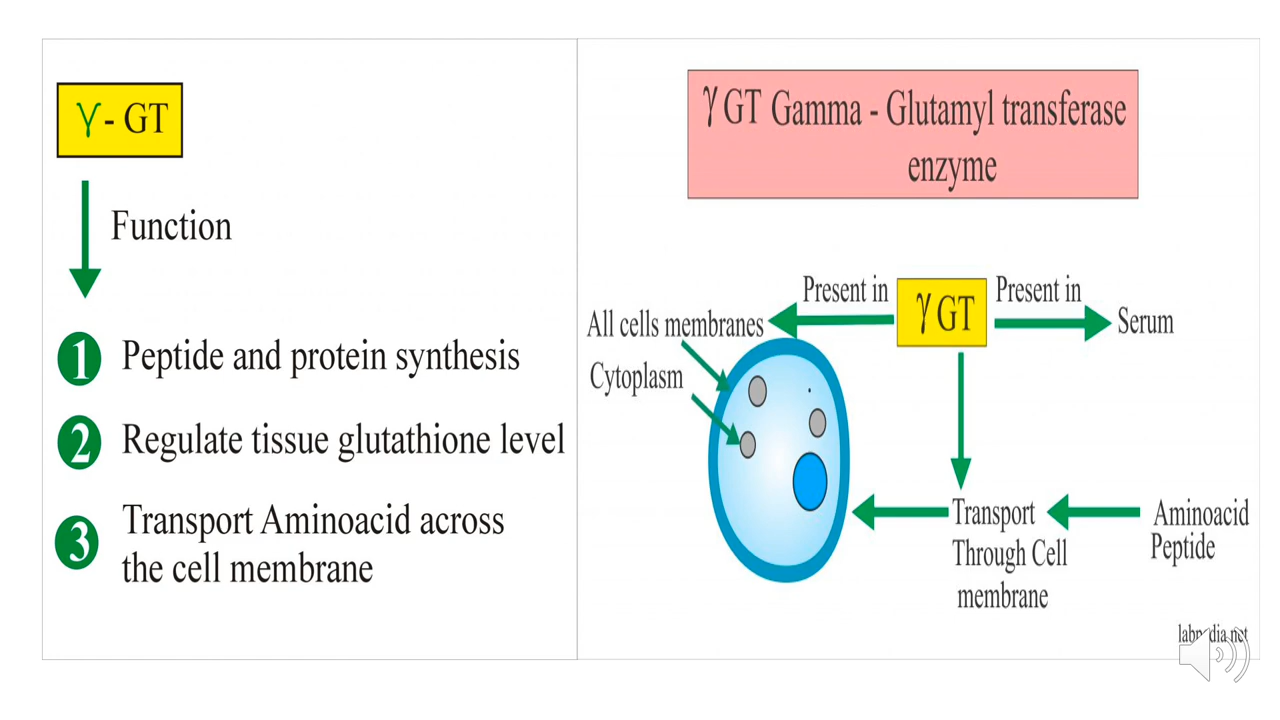 γ- GT
Function
1 Peptide and protein synthesis
2 Regulate tissue glutathione level
3 Transport Aminoacid across
the cell membrane
γ GT Gamma - Glutamyl transferase
enzyme
Present in
γ GT
Present in
All cells membranes
Serum
Cytoplasm
Transport
Through Cell
membrane
Aminoacid
Peptide